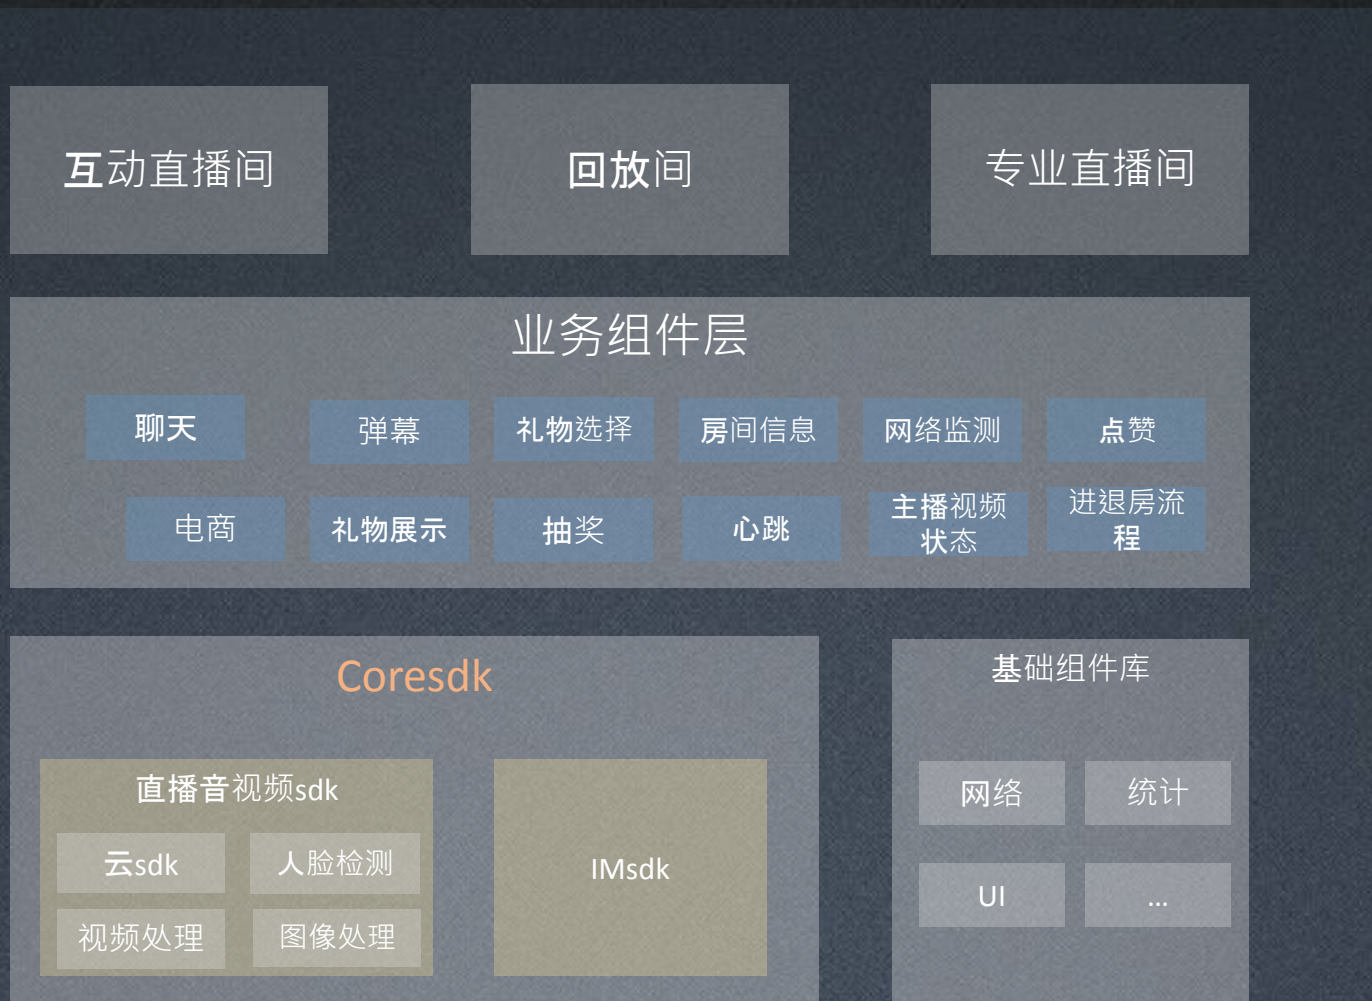 互动直播间
回放间
专业直播间
业务组件层
聊天
弹幕
礼物选择
房间信息
网络监测
点赞
电商
礼物展示
抽奖
心跳
主播视频
状态
进退房流
程
Coresdk
直播音视频sdk
云sdk
人脸检测
视频处理
图像处理
IMsdk
基础组件库
网络
统计
UI
...